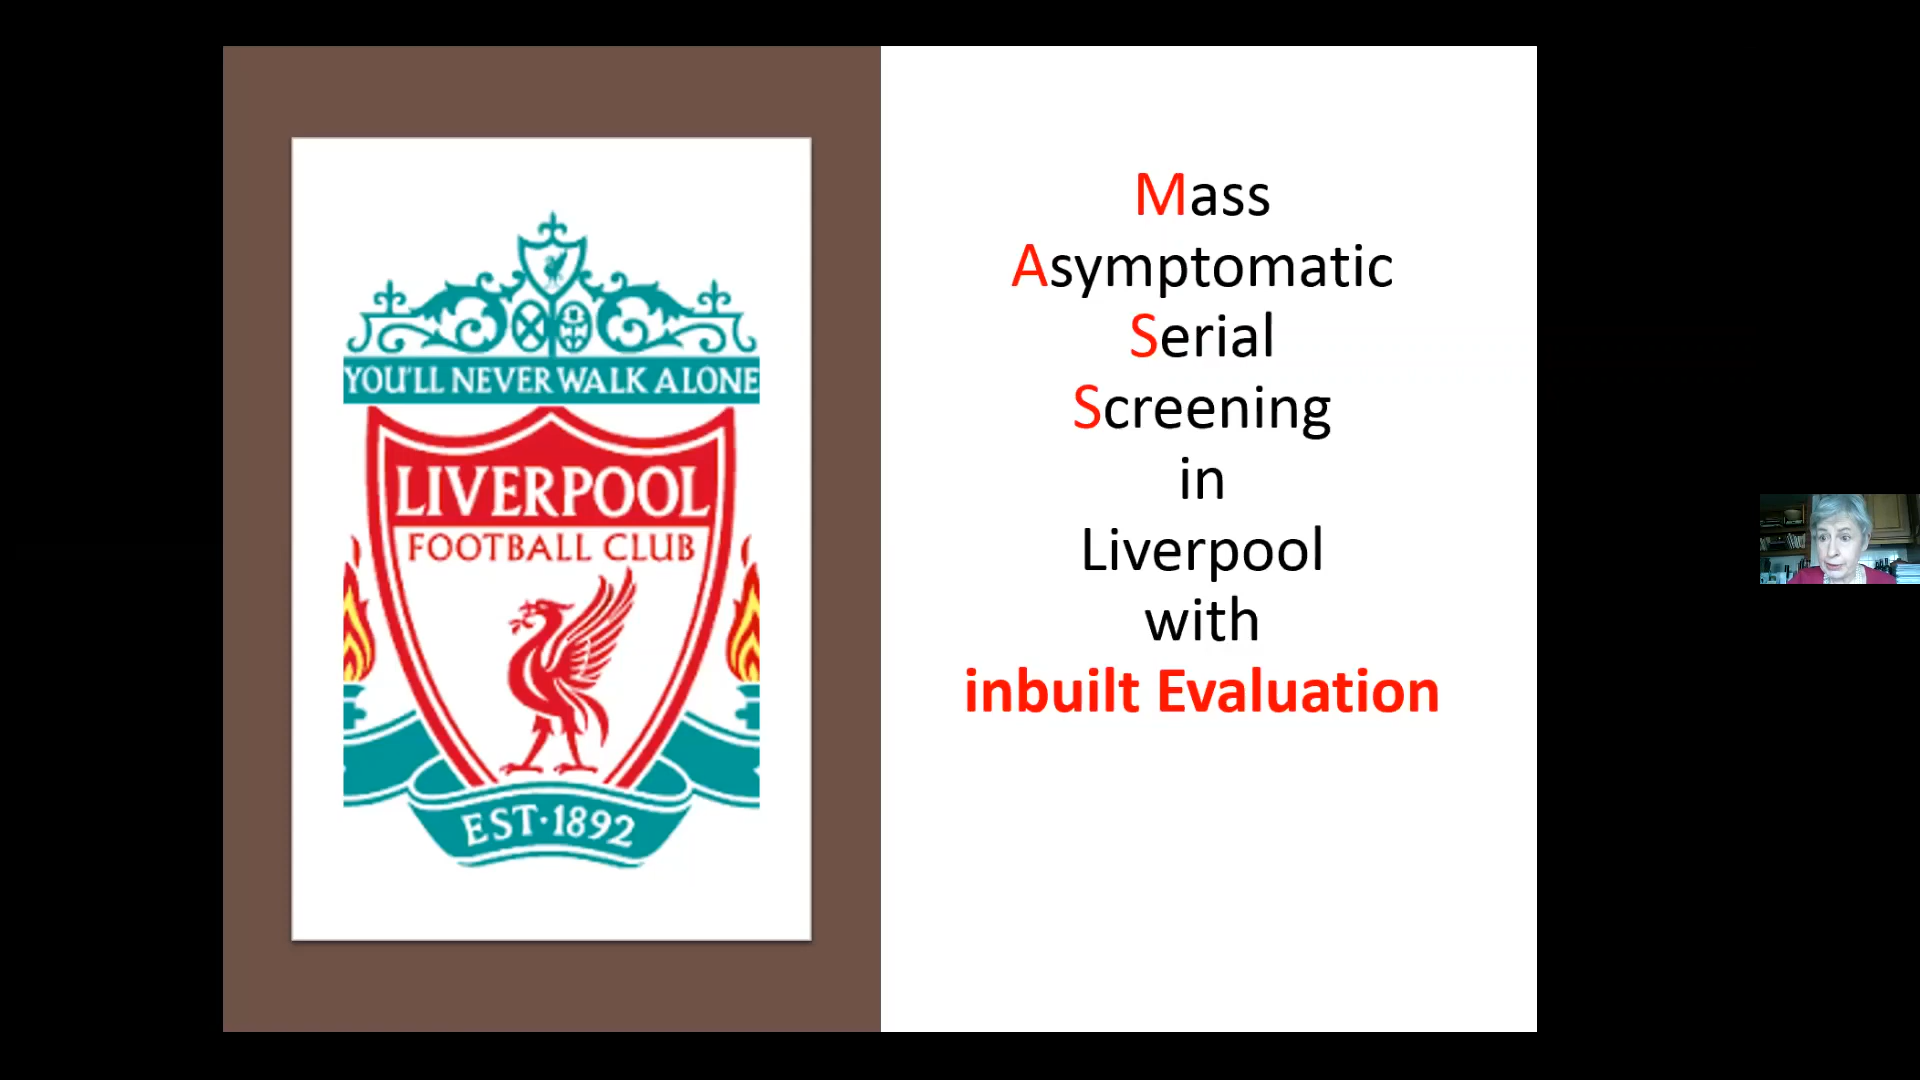 YOU'LL NEVER WALK ALONE
LIVERPOOL
FOOTBALL CLUB
EST·1892
Mass
Asymptomatic
Serial
Screening
in
Liverpool
with
inbuilt Evaluation